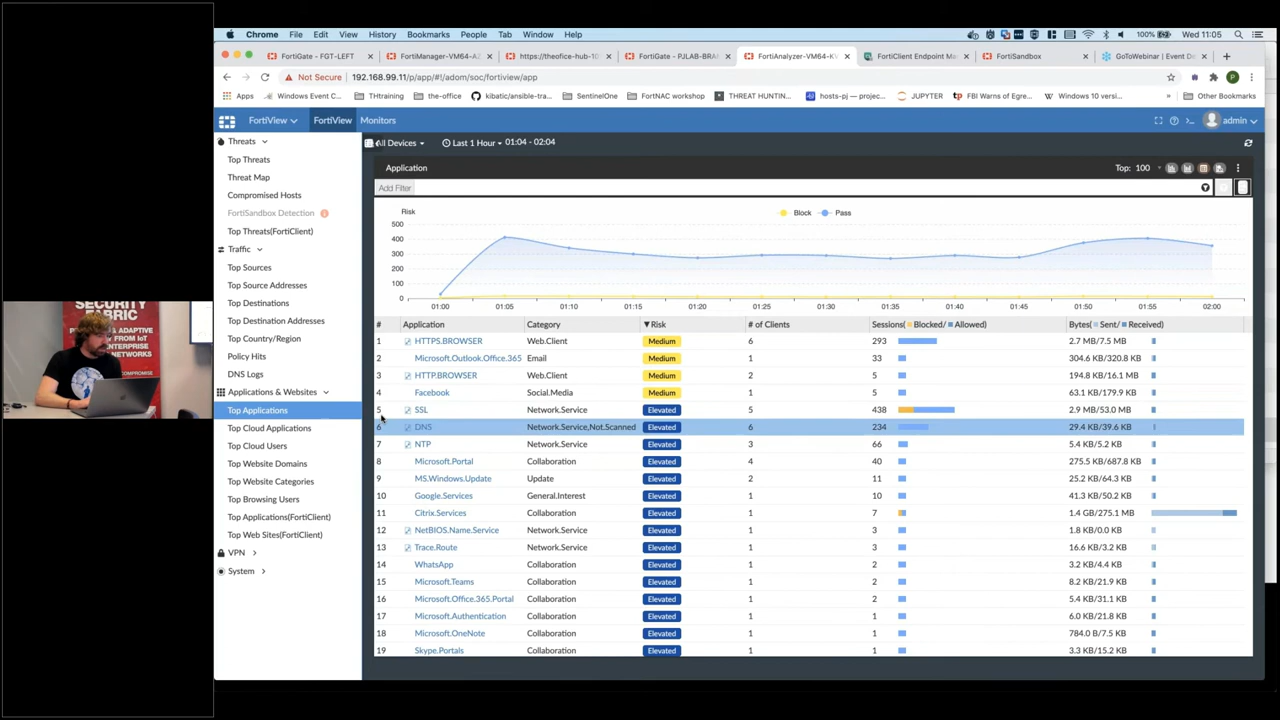 Chrome File Edit View History Bookmarks People Tab Window Help
100% Wed 11:05
FortiGate - FGT-LEFT
FortiManager-VM64-AZ
https://theoffice-hub-10
FortiGate - PJLAB-BRA
FortiAnalyzer-VM64-K
FortiClient Endpoint Ma
FortiSandbox
GoToWebinar | Event D
Not Secure 192.168.99.11/p/app/#!/adom/soc/fortiview/app
Apps
Windows Event C...
THtraining
the-office
kibatic/ansible-tra...
SentinelOne
FortNAC workshop
THREAT HUNTIN...
hosts-pj — projec...
JUPYTER
FBI Warns of Egre...
Windows 10 versi...
Other Bookmarks
FortiView FortiView Monitors
admin
Threats
Top Threats
Threat Map
Compromised Hosts
FortiSandbox Detection
Top Threats(FortiClient)
Traffic
Top Sources
Top Source Addresses
Top Destinations
Top Destination Addresses
Top Country/Region
Policy Hits
DNS Logs
Applications & Websites
Top Applications
Top Cloud Applications
Top Cloud Users
Top Website Domains
Top Website Categories
Top Browsing Users
Top Applications(FortiClient)
Top Web Sites(FortiClient)
VPN
System
All Devices Last 1 Hour 01:04 - 02:04
Application Top: 100
Add Filter
Risk
Block Pass
500
400
300
200
100
0
01:00 01:05 01:10 01:15 01:20 01:25 01:30 01:35 01:40 01:45 01:50 01:55 02:00
# Application Category Risk # of Clients Sessions(Blocked/Allowed) Bytes(Sent/Received)
1 HTTPS.BROWSER Web.Client Medium 6 293 2.7 MB/7.5 MB
2 Microsoft.Outlook.Office.365 Email Medium 1 33 304.6 KB/320.8 KB
3 HTTP.BROWSER Web.Client Medium 2 5 194.8 KB/16.1 MB
4 Facebook Social.Media Medium 1 5 63.1 KB/179.9 KB
5 SSL Network.Service Elevated 5 438 2.9 MB/53.0 MB
6 DNS Network.Service,Not.Scanned Elevated 6 234 29.4 KB/39.6 KB
7 NTP Network.Service Elevated 3 66 5.4 KB/5.2 KB
8 Microsoft.Portal Collaboration Elevated 4 40 275.5 KB/687.8 KB
9 MS.Windows.Update Update Elevated 2 11 25.2 KB/64.3 KB
10 Google.Services General.Interest Elevated 1 10 41.3 KB/50.2 KB
11 Citrix.Services Collaboration Elevated 1 7 1.4 GB/275.1 MB
12 NetBIOS.Name.Service Network.Service Elevated 1 3 1.8 KB/0.0 KB
13 Trace.Route Network.Service Elevated 1 3 16.6 KB/3.2 KB
14 WhatsApp Collaboration Elevated 1 2 3.2 KB/4.4 KB
15 Microsoft.Teams Collaboration Elevated 1 2 8.2 KB/21.9 KB
16 Microsoft.Office.365.Portal Collaboration Elevated 1 2 5.4 KB/31.1 KB
17 Microsoft.Authentication Collaboration Elevated 1 1 6.0 KB/21.8 KB
18 Microsoft.OneNote Collaboration Elevated 1 1 784.0 B/7.5 KB
19 Skype.Portals Collaboration Elevated 1 1 3.3 KB/15.2 KB
SECURITY
FABRIC
ADAPTIVE
FROM IoT
ENTERPRISE
NETWORKS